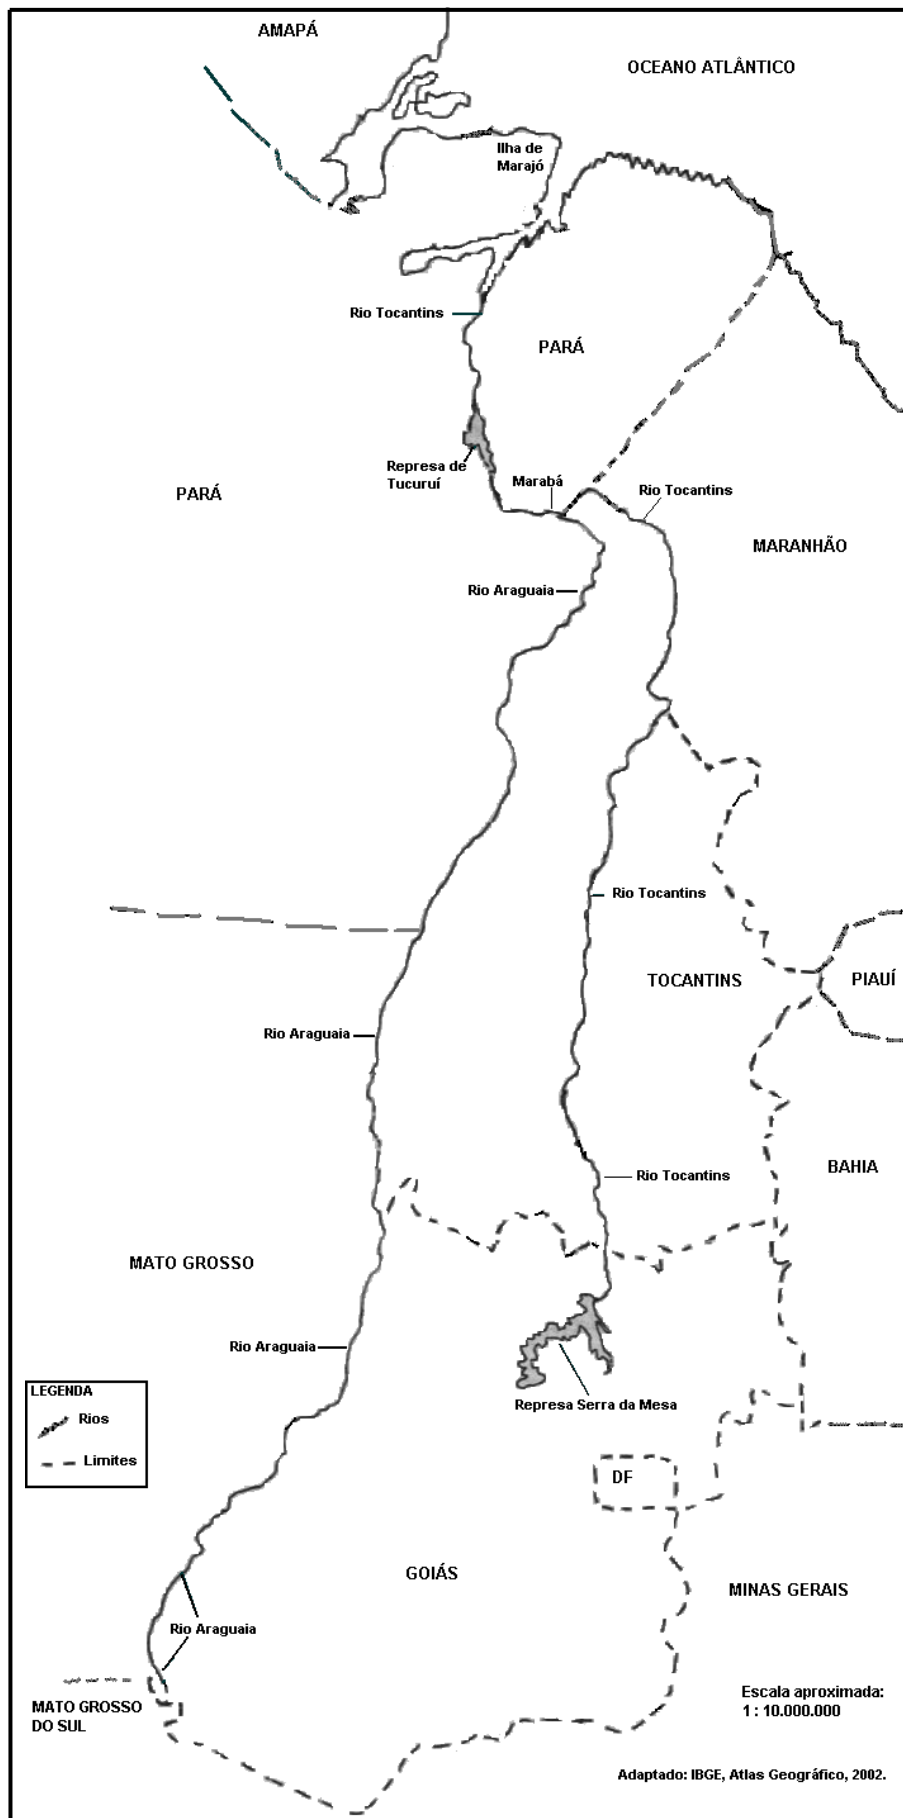 AMAPÁ
OCEANO ATLÂNTICO
Ilha de
Marajó
Rio Tocantins
PARÁ
Represa de
Tucuruí
Marabá
Rio Tocantins
PARÁ
MARANHÃO
Rio Araguaia
Rio Tocantins
TOCANTINS
PIAUÍ
Rio Araguaia
BAHIA
Rio Tocantins
MATO GROSSO
Rio Araguaia
LEGENDA
Rios
Limites
Represa Serra da Mesa
DF
GOIÁS
MINAS GERAIS
Rio Araguaia
MATO GROSSO
DO SUL
Escala aproximada:
1 : 10.000.000
Adaptado: IBGE, Atlas Geográfico, 2002.